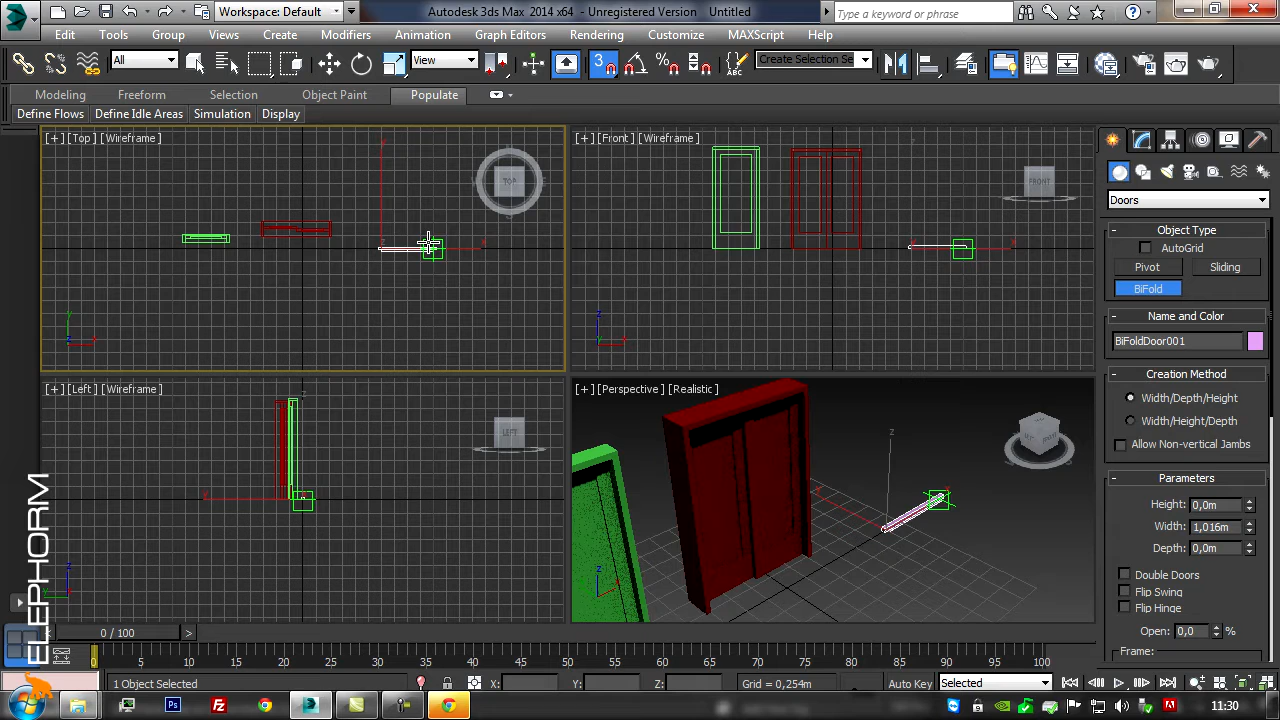 Workspace: Default
Autodesk 3ds Max 2014 x64 - Unregistered Version Untitled
Type a keyword or phrase
Edit Tools Group Views Create Modifiers Animation Graph Editors Rendering Customize MAXScript Help
All
View
3
Create Selection Se
Modeling Freeform Selection Object Paint Populate
Define Flows Define Idle Areas Simulation Display
[+] [Top] [Wireframe]
TOP
[+] [Front] [Wireframe]
FRONT
[+] [Left] [Wireframe]
LEFT
[+] [Perspective] [Realistic]
Doors
- Object Type
AutoGrid
Pivot Sliding
BiFold
- Name and Color
BiFoldDoor001
- Creation Method
Width/Depth/Height
Width/Height/Depth
Allow Non-vertical Jambs
- Parameters
Height: 0,0m
Width: 1,016m
Depth: 0,0m
Double Doors
Flip Swing
Flip Hinge
Open: 0,0 %
Frame:
ELEPHORM
0 / 100
0 5 10 15 20 25 30 35 40 45 50 55 60 65 70 75 80 85 90 95 100
1 Object Selected X: Y: Z: Grid = 0,254m Auto Key Selected
11:30